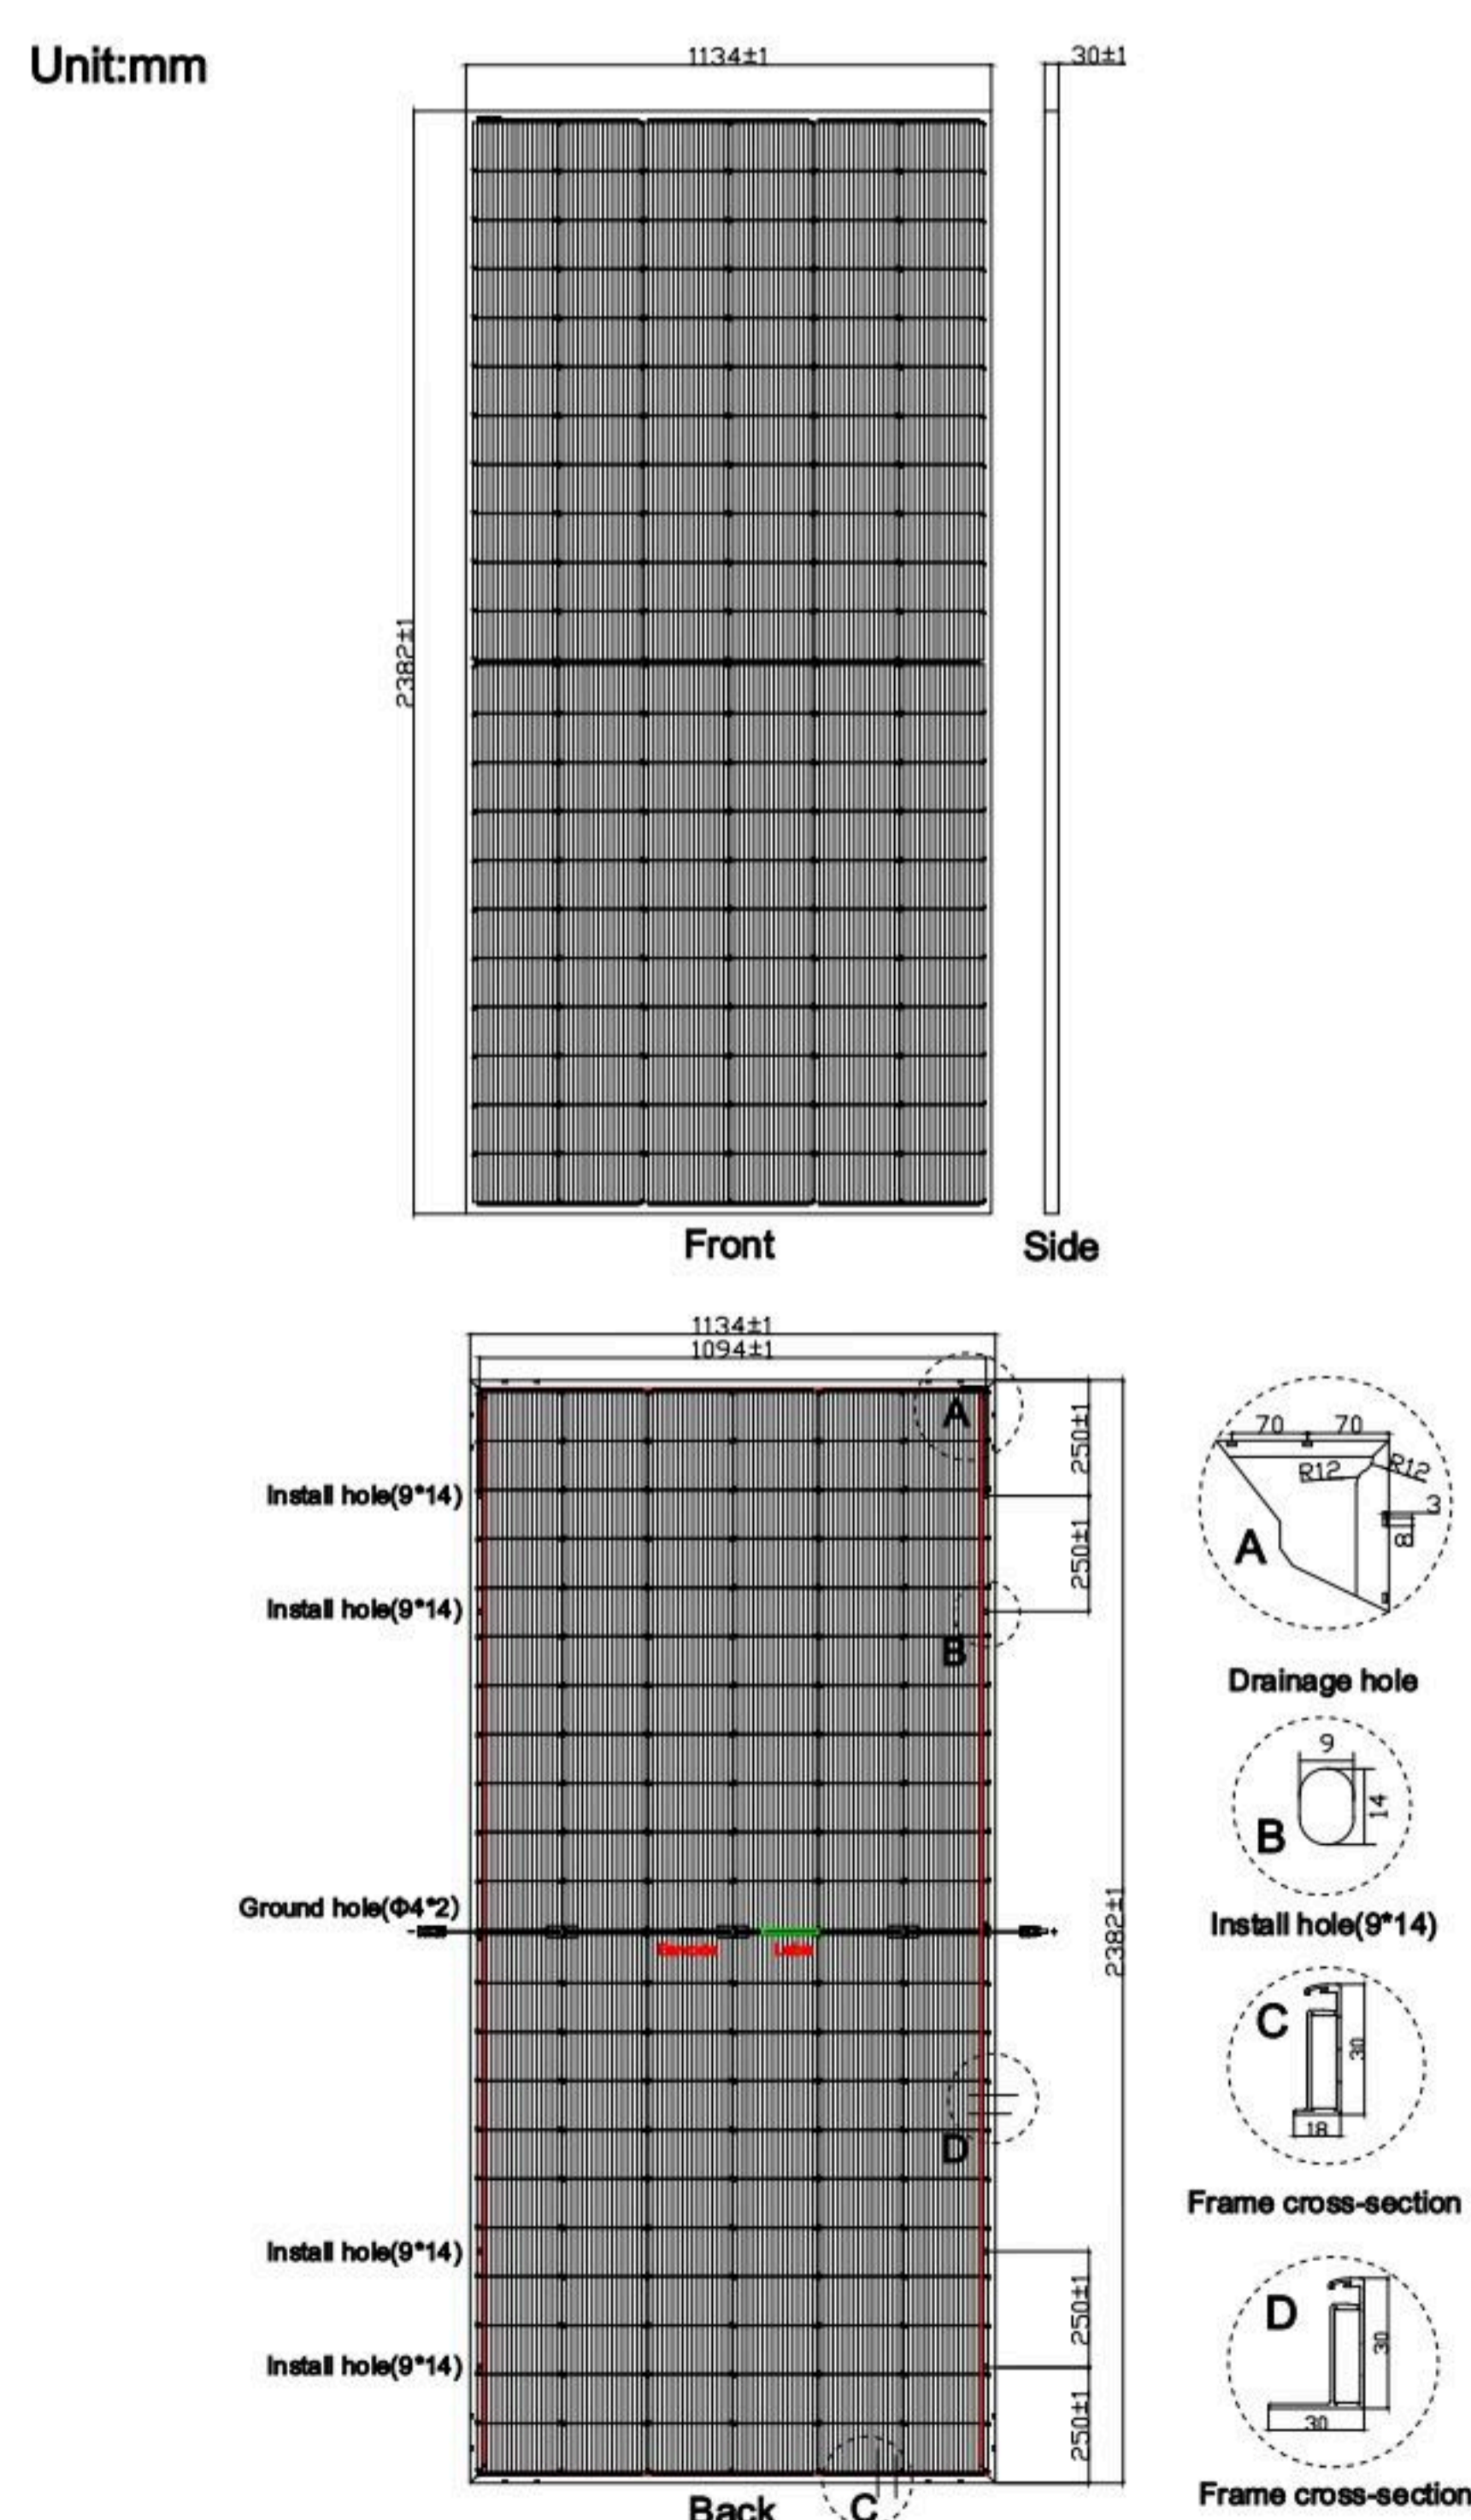 Unit:mm
1134±1
30±1
2382±1
Front
Side
1134±1
1094±1
A
250±1
Install hole(9*14)
250±1
Install hole(9*14)
B
Ground hole(Φ4*2)
-
+
Barcode
Label
2382±1
D
Install hole(9*14)
250±1
Install hole(9*14)
250±1
Back
C
70
70
R12
R12
3
8
A
Drainage hole
9
14
B
Install hole(9*14)
C
30
18
Frame cross-section
D
30
30
Frame cross-section